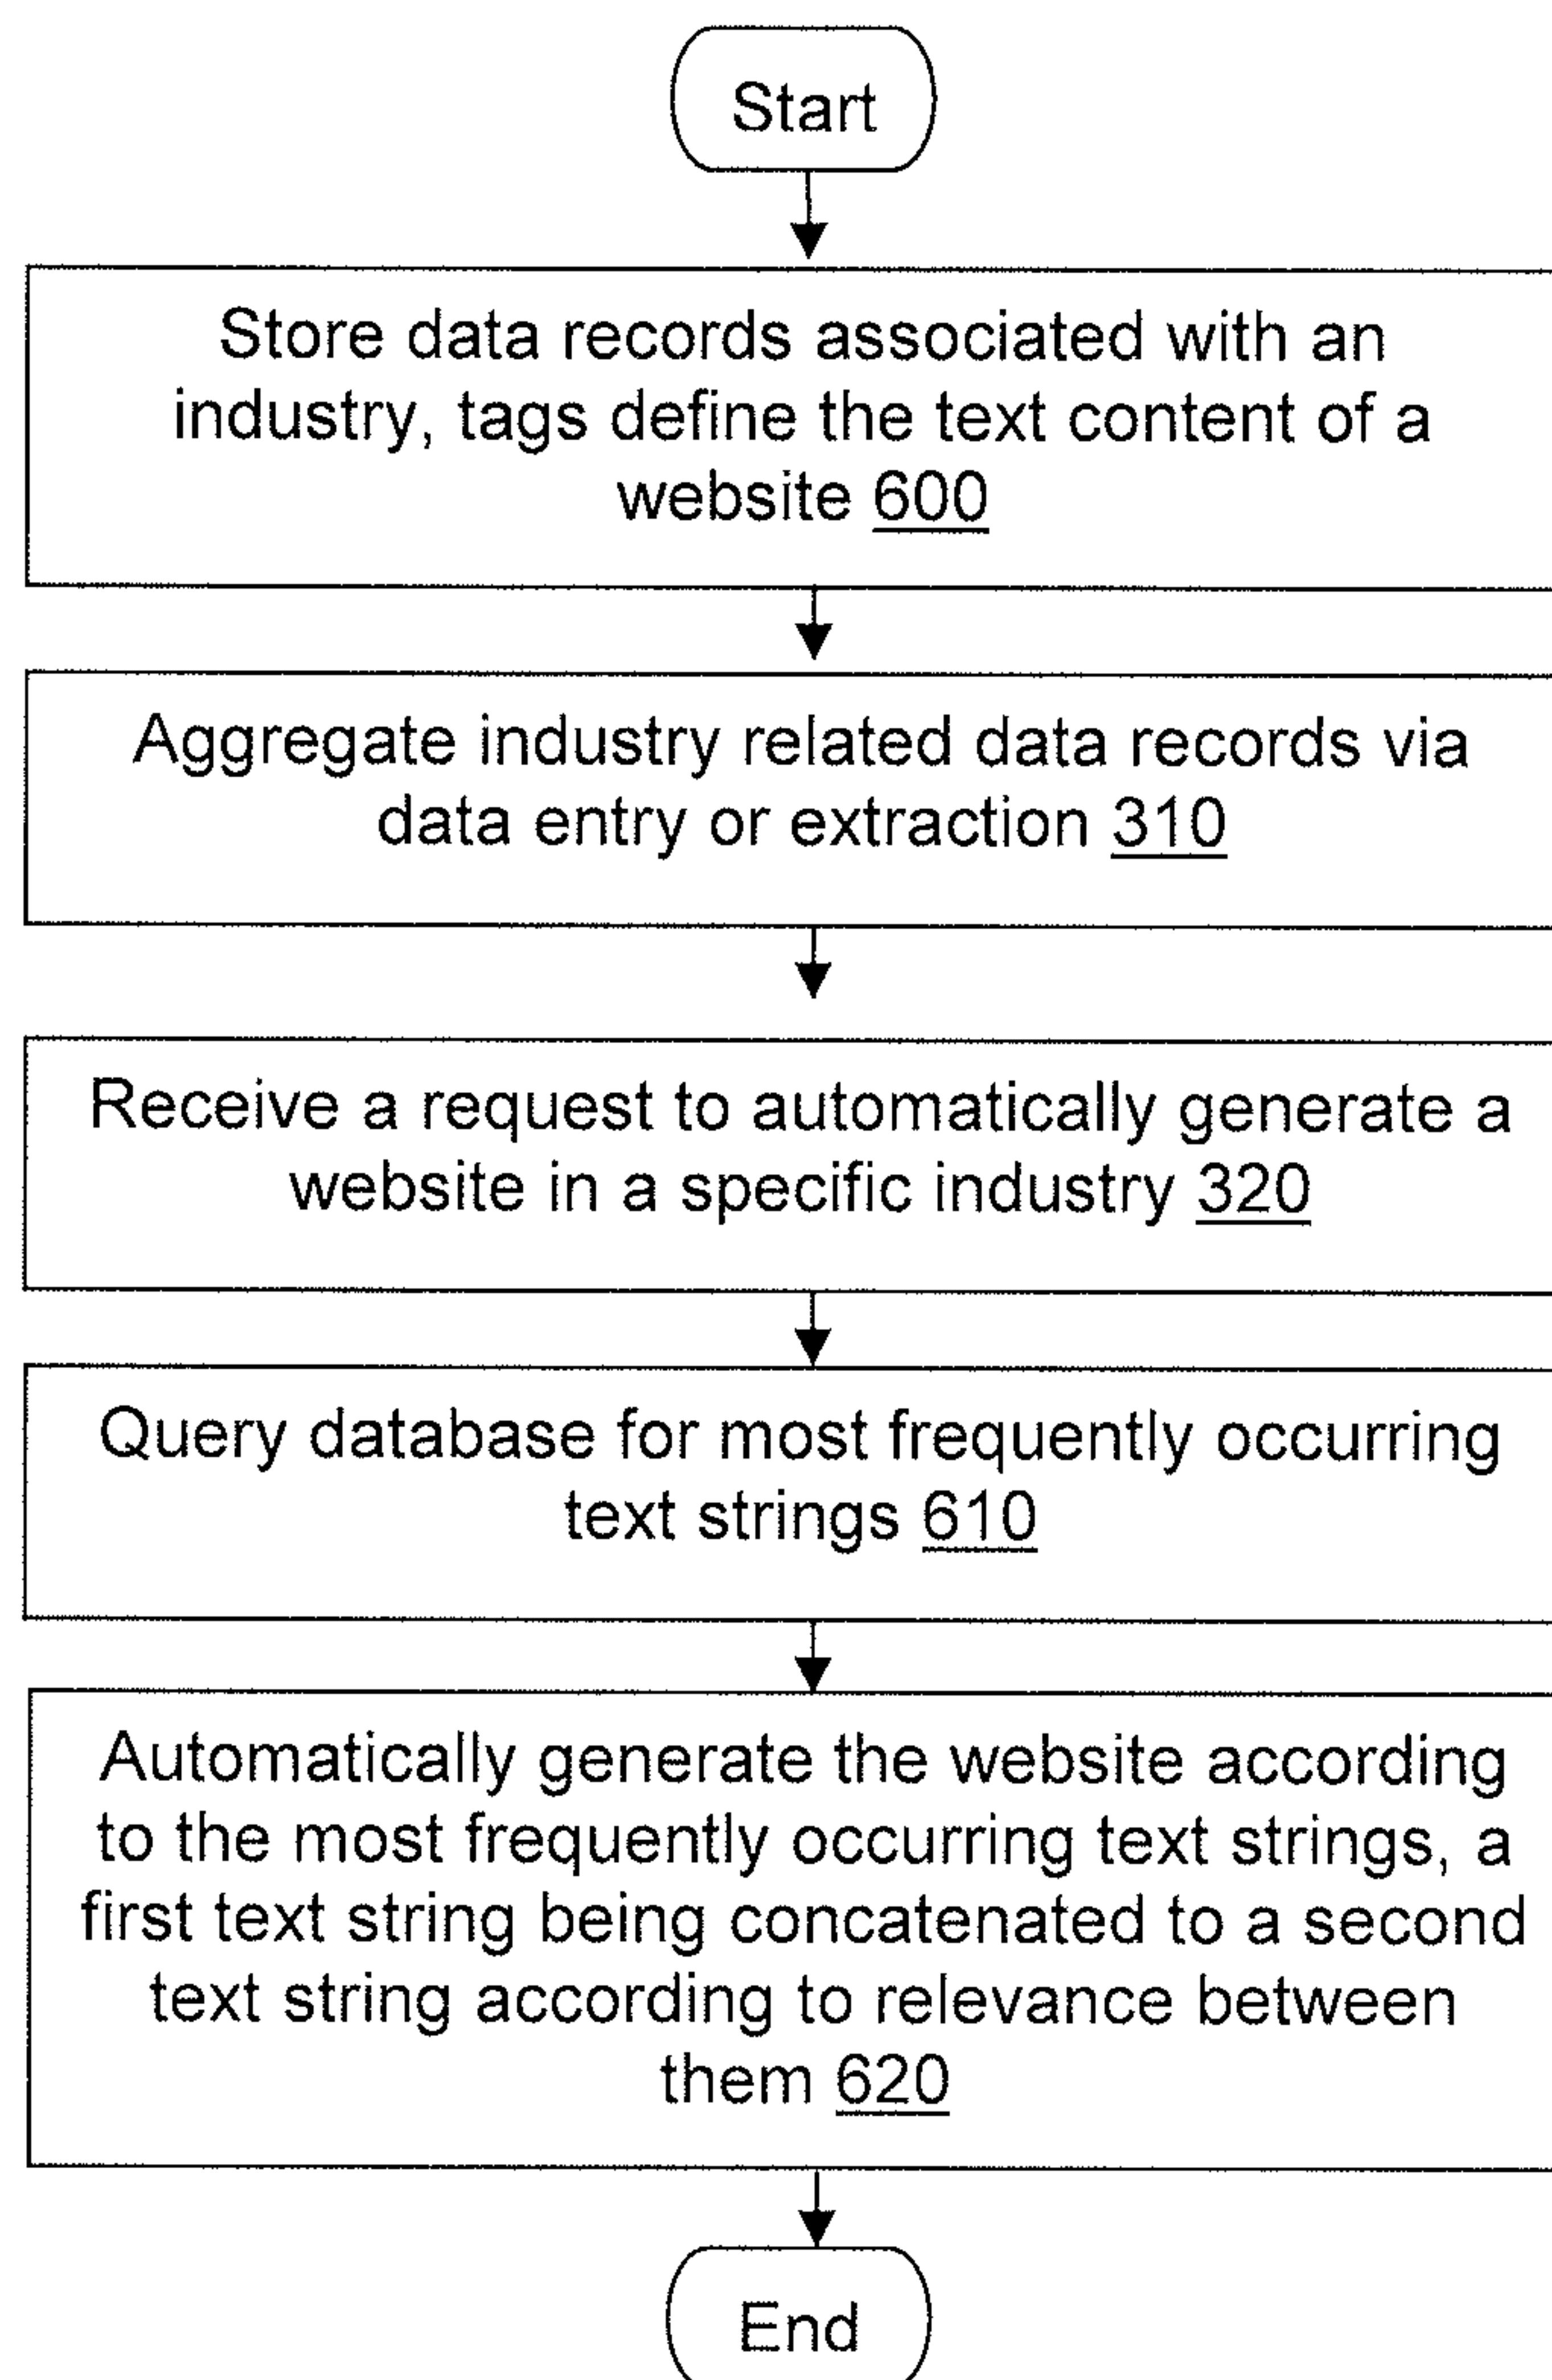 Start
Store data records associated with an
industry, tags define the text content of a
website 600
Aggregate industry related data records via
data entry or extraction 310
Receive a request to automatically generate a
website in a specific industry 320
Query database for most frequently occurring
text strings 610
Automatically generate the website according
to the most frequently occurring text strings, a
first text string being concatenated to a second
text string according to relevance between
them 620
End